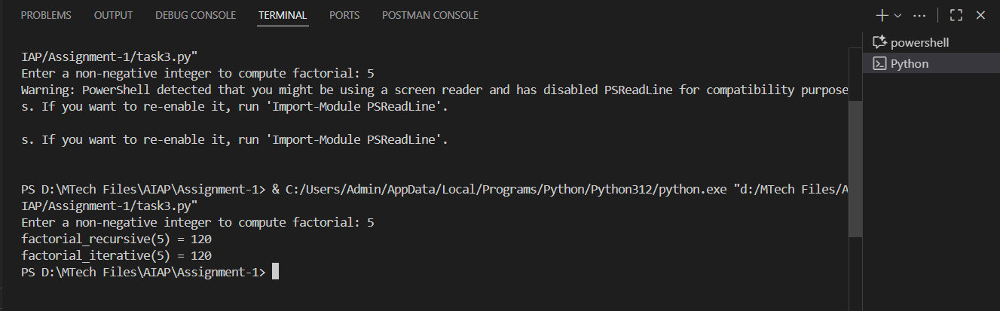 PROBLEMS OUTPUT DEBUG CONSOLE TERMINAL PORTS POSTMAN CONSOLE
powershell
Python
IAP/Assignment-1/task3.py"
Enter a non-negative integer to compute factorial: 5
Warning: PowerShell detected that you might be using a screen reader and has disabled PSReadLine for compatibility purpose
s. If you want to re-enable it, run 'Import-Module PSReadLine'.
s. If you want to re-enable it, run 'Import-Module PSReadLine'.
PS D:\MTech Files\AIAP\Assignment-1> & C:/Users/Admin/AppData/Local/Programs/Python/Python312/python.exe "d:/MTech Files/A
IAP/Assignment-1/task3.py"
Enter a non-negative integer to compute factorial: 5
factorial_recursive(5) = 120
factorial_iterative(5) = 120
PS D:\MTech Files\AIAP\Assignment-1>